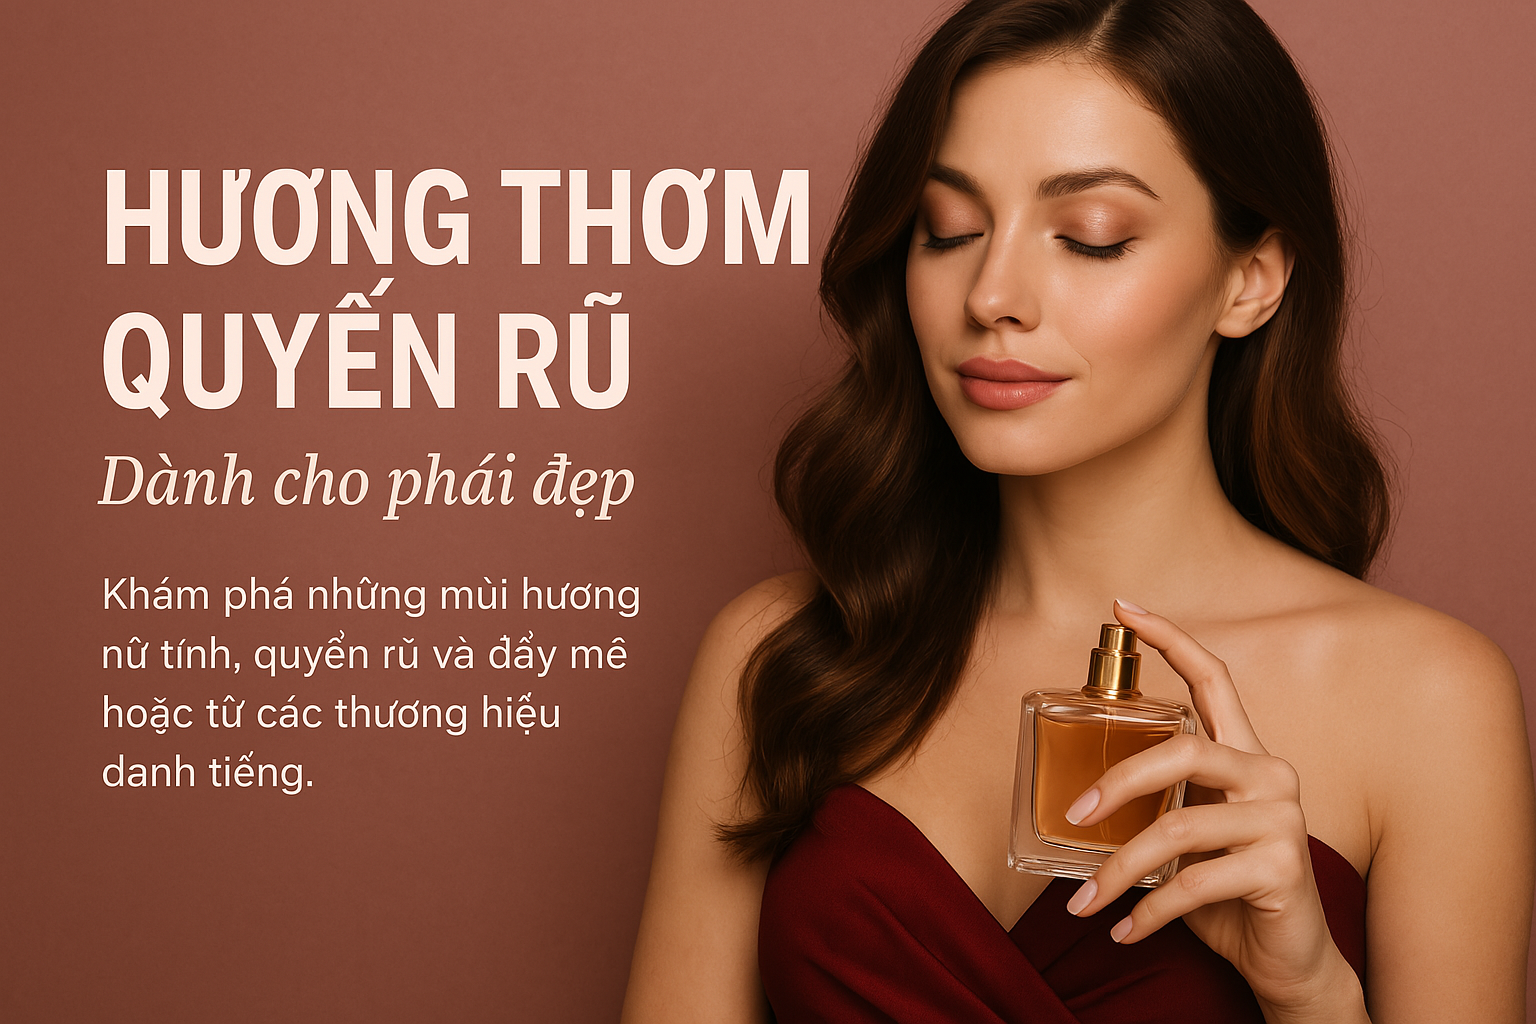 HƯƠNG THƠM
QUYẾN RŨ
Dành cho phái đẹp
Khám phá những mùi hương
nữ tính, quyển rŭ và đẩy mê
hoặc từ các thương hiệu
danh tiếng.